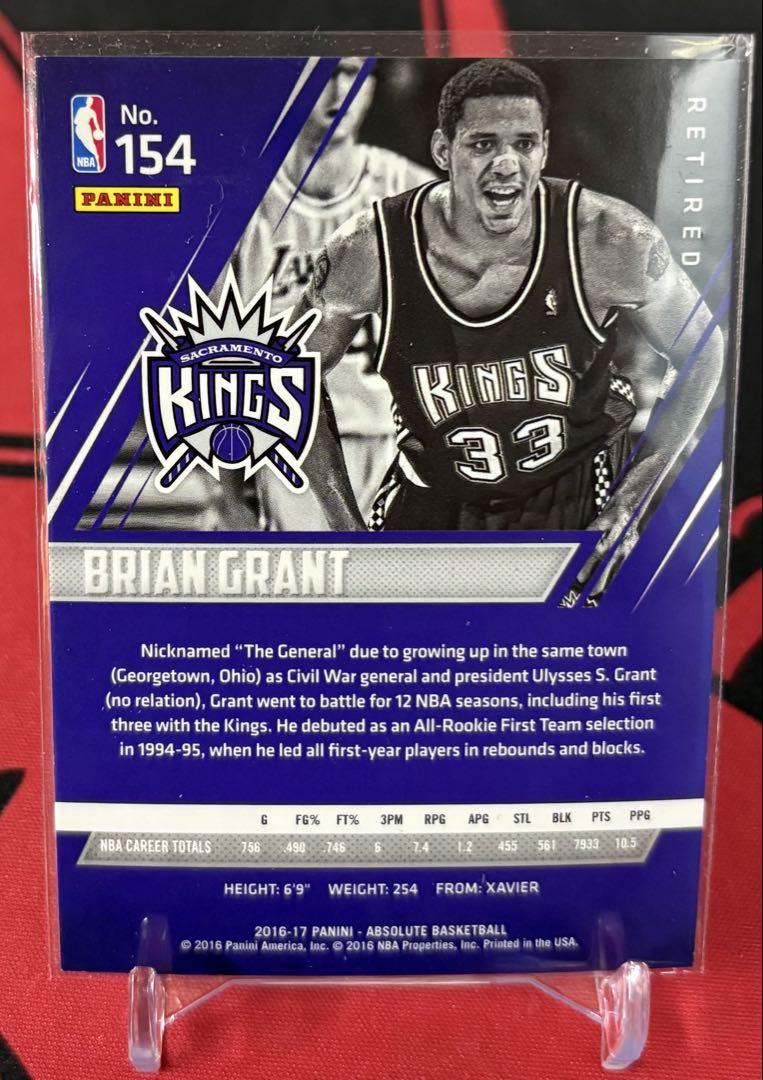 No.
154
NBA
PANINI
RETIRED
SACRAMENTO
KINGS
KINGS
33
BRIAN GRANT
Nicknamed “The General” due to growing up in the same town
(Georgetown, Ohio) as Civil War general and president Ulysses S. Grant
(no relation), Grant went to battle for 12 NBA seasons, including his first
three with the Kings. He debuted as an All-Rookie First Team selection
in 1994-95, when he led all first-year players in rebounds and blocks.
G FG% FT% 3PM RPG APG STL BLK PTS PPG
NBA CAREER TOTALS 756 .490 .746 6 7.4 1.2 455 561 7933 10.5
HEIGHT: 6'9" WEIGHT: 254 FROM: XAVIER
2016-17 PANINI - ABSOLUTE BASKETBALL
© 2016 Panini America, Inc. © 2016 NBA Properties, Inc. Printed in the USA.